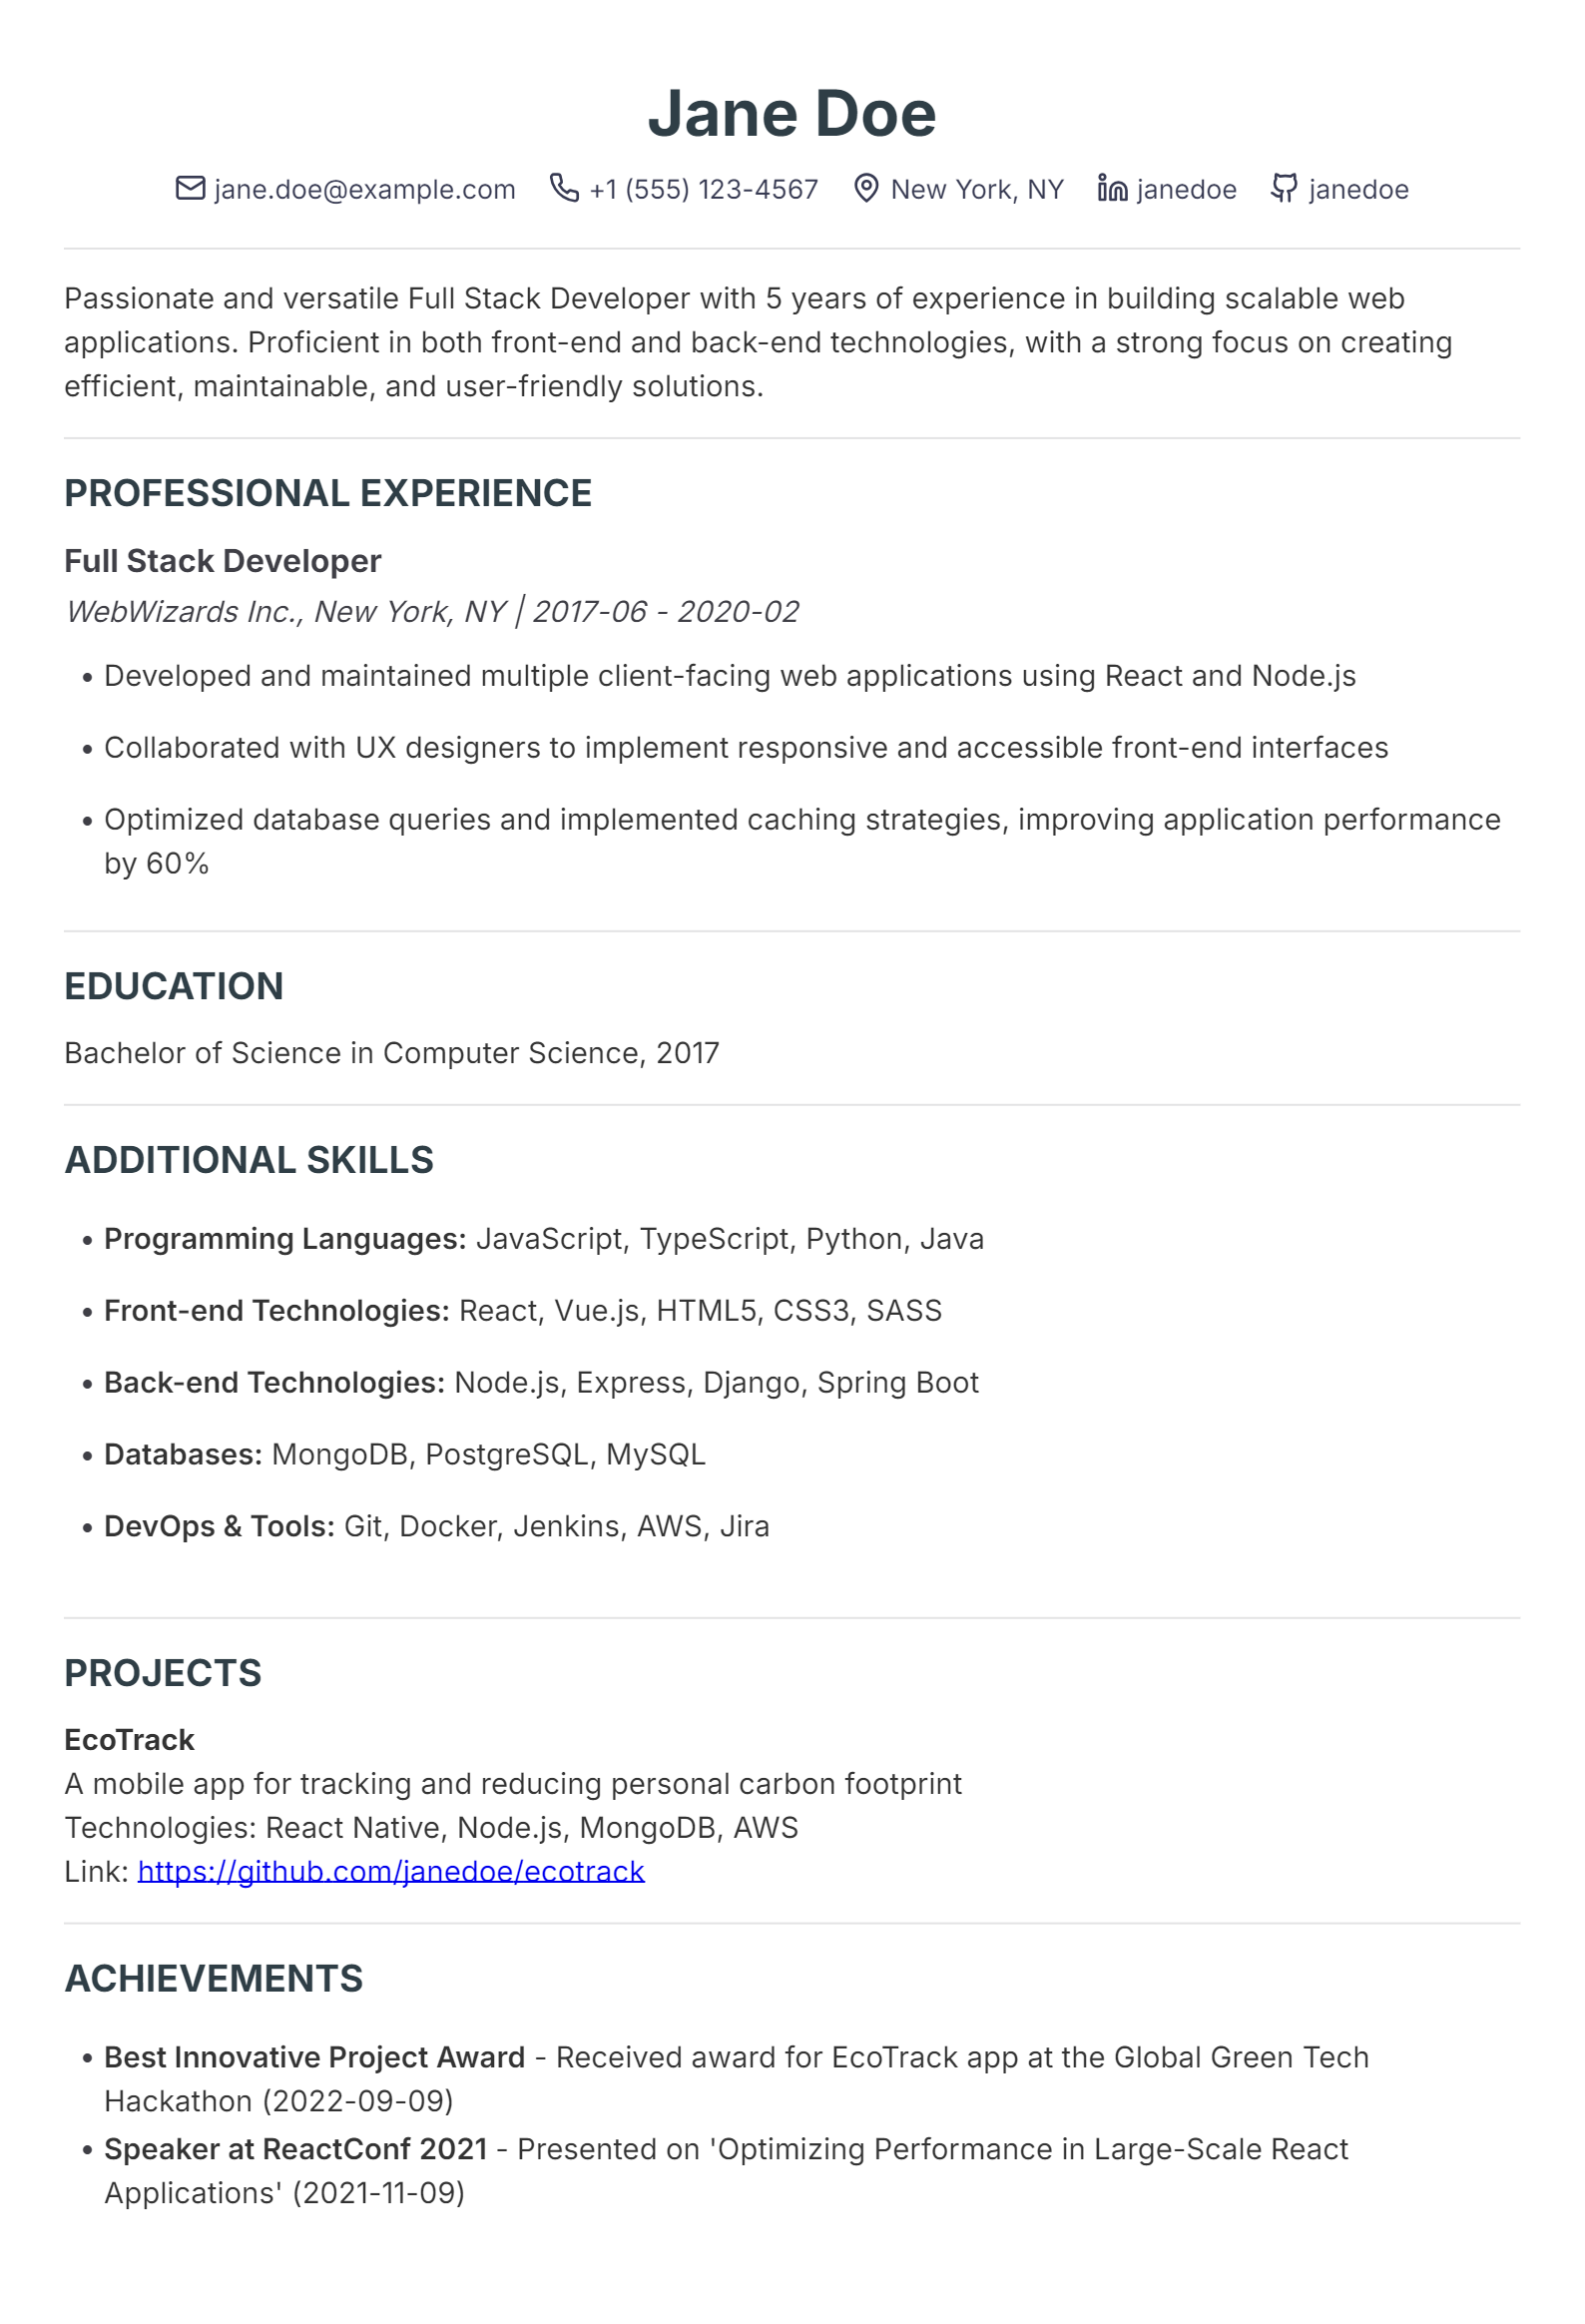 Jane Doe
jane.doe@example.com +1 (555) 123-4567 New York, NY janedoe janedoe
Passionate and versatile Full Stack Developer with 5 years of experience in building scalable web
applications. Proficient in both front-end and back-end technologies, with a strong focus on creating
efficient, maintainable, and user-friendly solutions.
PROFESSIONAL EXPERIENCE
Full Stack Developer
WebWizards Inc., New York, NY | 2017-06 - 2020-02
• Developed and maintained multiple client-facing web applications using React and Node.js
• Collaborated with UX designers to implement responsive and accessible front-end interfaces
• Optimized database queries and implemented caching strategies, improving application performance
by 60%
EDUCATION
Bachelor of Science in Computer Science, 2017
ADDITIONAL SKILLS
• Programming Languages: JavaScript, TypeScript, Python, Java
• Front-end Technologies: React, Vue.js, HTML5, CSS3, SASS
• Back-end Technologies: Node.js, Express, Django, Spring Boot
• Databases: MongoDB, PostgreSQL, MySQL
• DevOps & Tools: Git, Docker, Jenkins, AWS, Jira
PROJECTS
EcoTrack
A mobile app for tracking and reducing personal carbon footprint
Technologies: React Native, Node.js, MongoDB, AWS
Link: https://github.com/janedoe/ecotrack
ACHIEVEMENTS
• Best Innovative Project Award - Received award for EcoTrack app at the Global Green Tech
Hackathon (2022-09-09)
• Speaker at ReactConf 2021 - Presented on 'Optimizing Performance in Large-Scale React
Applications' (2021-11-09)